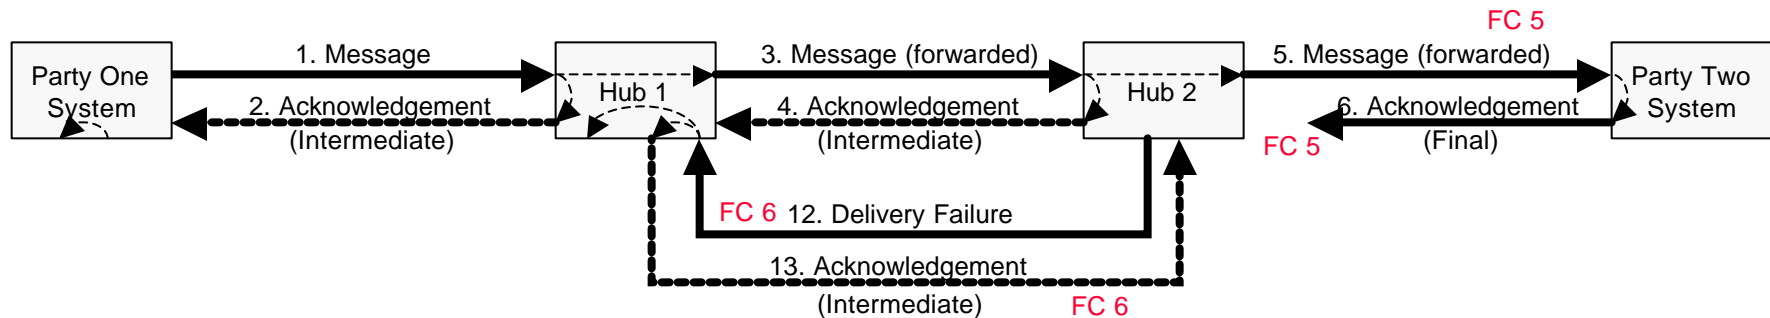 FC 5
1. Message
3. Message (forwarded)
5. Message (forwarded)
Party One
System
Hub 1
Hub 2
Party Two
System
2. Acknowledgement
(Intermediate)
4. Acknowledgement
(Intermediate)
6. Acknowledgement
(Final)
FC 5
FC 6
12. Delivery Failure
13. Acknowledgement
(Intermediate)
FC 6